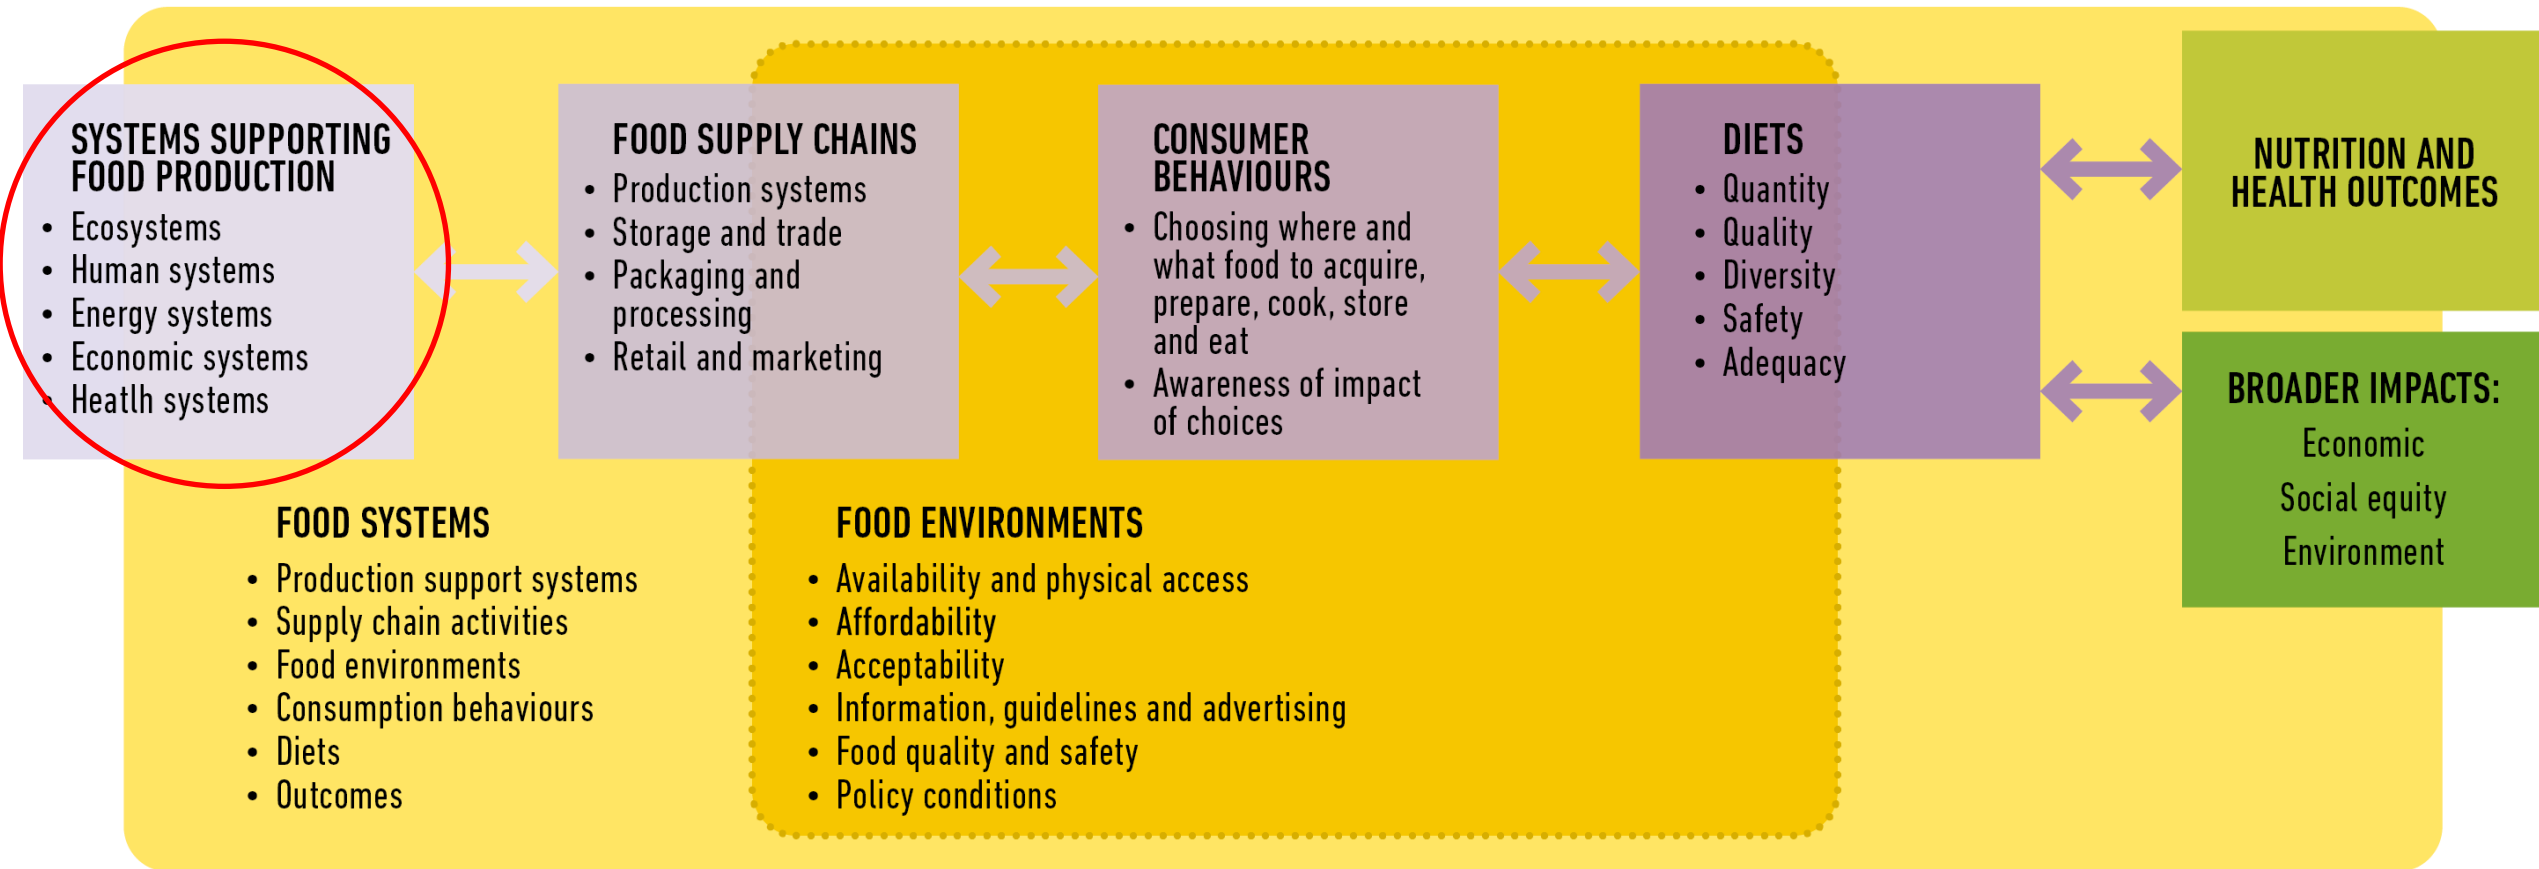 SYSTEMS SUPPORTING
FOOD PRODUCTION
• Ecosystems
• Human systems
• Energy systems
• Economic systems
• Heatlh systems
FOOD SUPPLY CHAINS
• Production systems
• Storage and trade
• Packaging and
processing
• Retail and marketing
CONSUMER
BEHAVIOURS
• Choosing where and
what food to acquire,
prepare, cook, store
and eat
• Awareness of impact
of choices
DIETS
• Quantity
• Quality
• Diversity
• Safety
• Adequacy
NUTRITION AND
HEALTH OUTCOMES
BROADER IMPACTS:
Economic
Social equity
Environment
FOOD SYSTEMS
• Production support systems
• Supply chain activities
• Food environments
• Consumption behaviours
• Diets
• Outcomes
FOOD ENVIRONMENTS
• Availability and physical access
• Affordability
• Acceptability
• Information, guidelines and advertising
• Food quality and safety
• Policy conditions